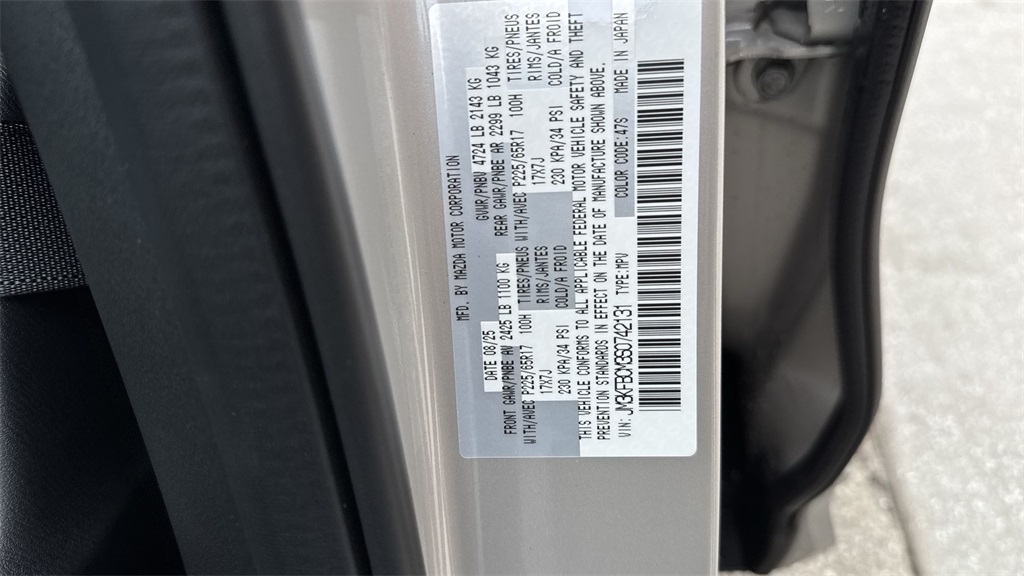 MFD. BY MAZDA MOTOR CORPORATION
DATE 08/25 GVWR/PNBV 4724 LB 2143 KG
FRONT GAWR/PNBE AV 2425 LB 1100 KG REAR GAWR/PNBE AR 2299 LB 1043 KG
WITH/AVEC P225/65R17 100H TIRES/PNEUS WITH/AVEC P225/65R17 100H TIRES/PNEUS
17X7J RIMS/JANTES 17X7J RIMS/JANTES
230 KPA/34 PSI COLD/A FROID 230 KPA/34 PSI COLD/A FROID
THIS VEHICLE CONFORMS TO ALL APPLICABLE FEDERAL MOTOR VEHICLE SAFETY AND THEFT
PREVENTION STANDARDS IN EFFECT ON THE DATE OF MANUFACTURE SHOWN ABOVE.
VIN: JM3KFBCM3S0742131 TYPE:MPV COLOR CODE:47S MADE IN JAPAN